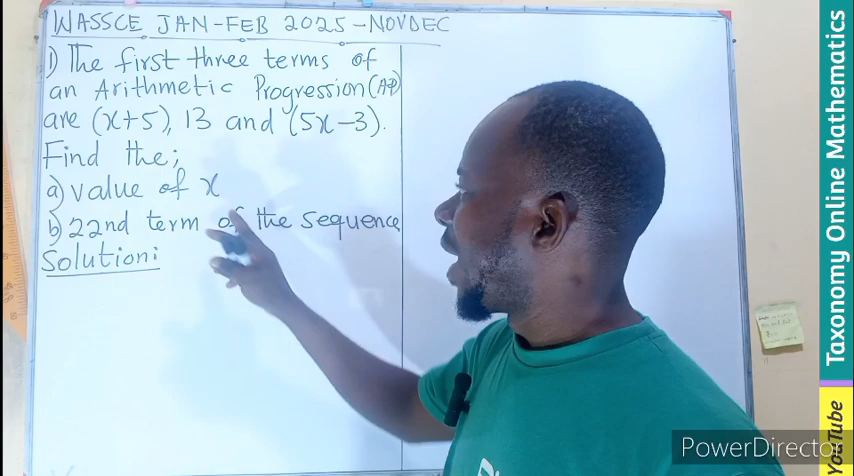 WASSCE JAN-FEB 2025-NOVDEC
1) The first three terms of
an Arithmetic Progression (AP)
are (x+5), 13 and (5x-3).
Find the;
a) value of x
b) 22nd term of the sequence
Solution:
Taxonomy Online Mathematics
YouTube
PowerDirector